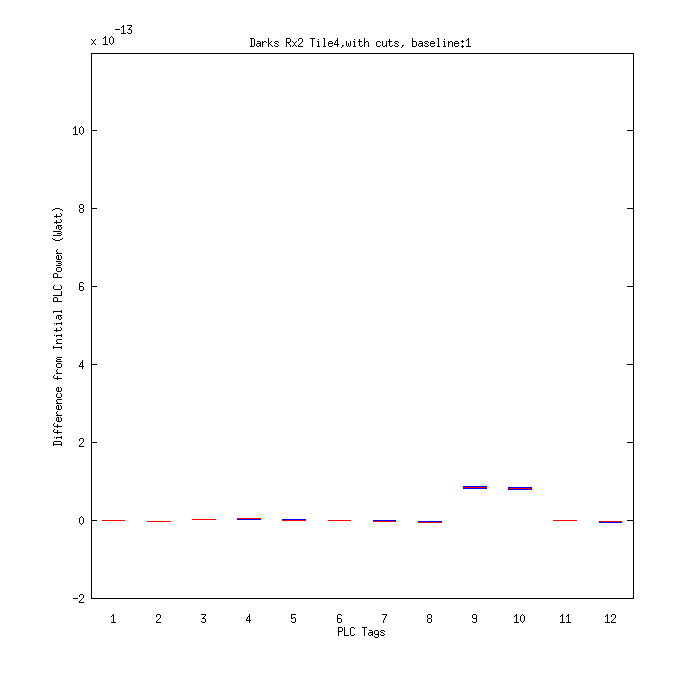 x 10-13
Darks Rx2 Tile4,with cuts, baseline:1
Difference from Initial PLC Power (Watt)
10
8
6
4
2
0
-2
1 2 3 4 5 6 7 8 9 10 11 12
PLC Tags